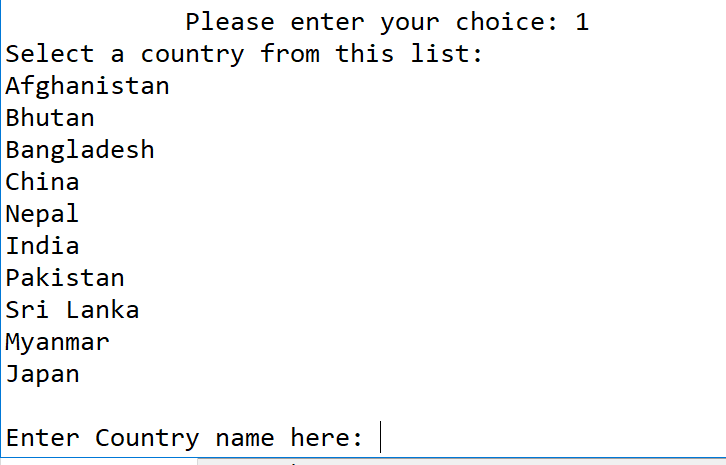 Please enter your choice: 1
Select a country from this list:
Afghanistan
Bhutan
Bangladesh
China
Nepal
India
Pakistan
Sri Lanka
Myanmar
Japan
Enter Country name here: